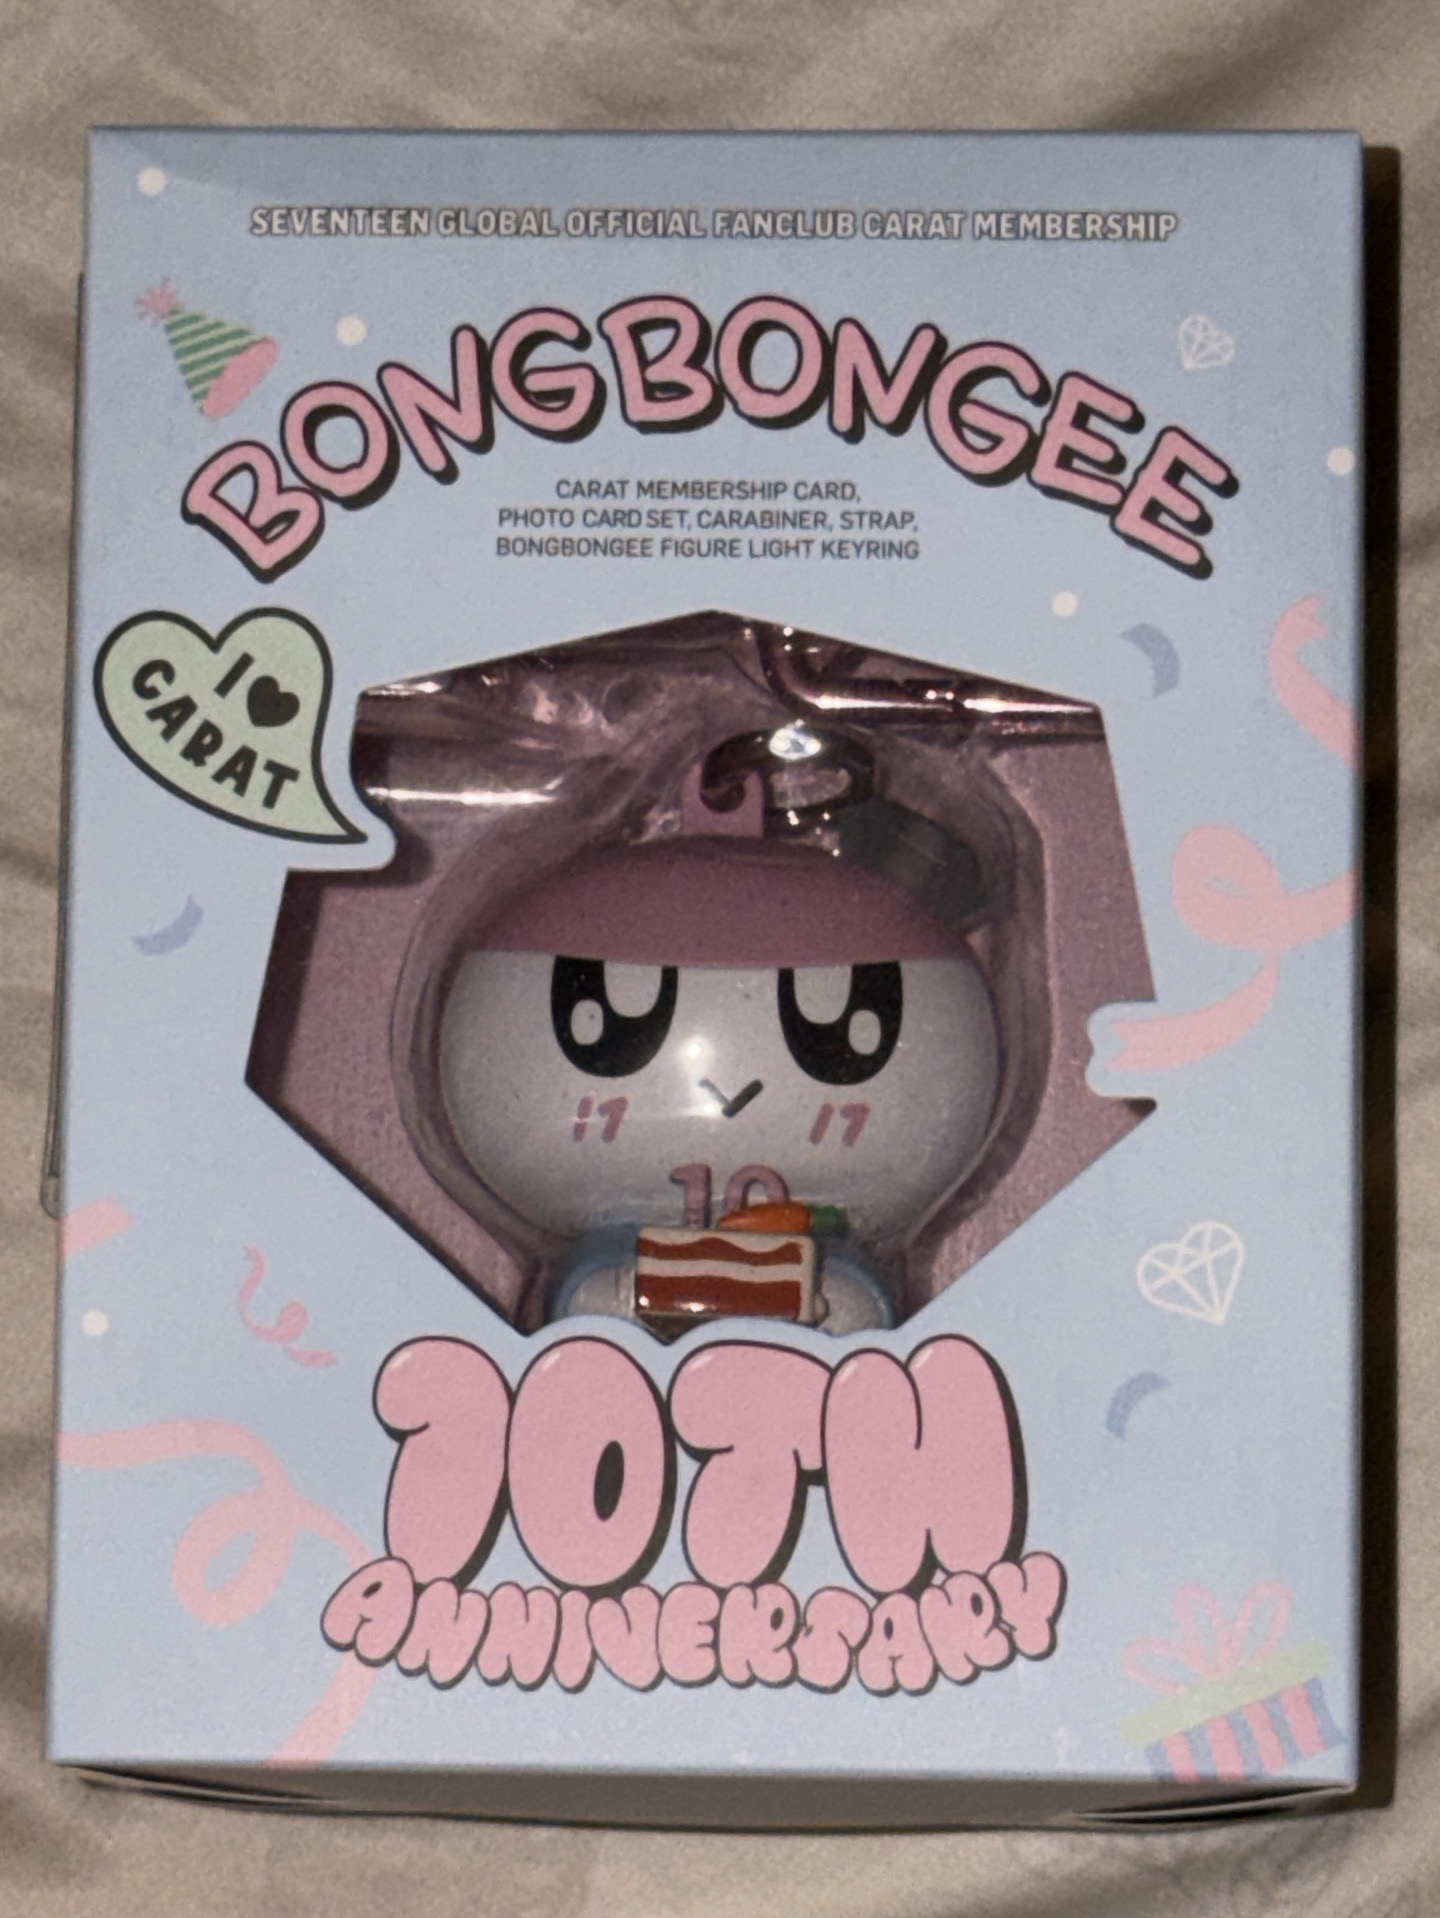 SEVENTEEN GLOBAL OFFICIAL FANCLUB CARAT MEMBERSHIP
BONGBONGEE
CARAT MEMBERSHIP CARD,
PHOTO CARD SET, CARABINER, STRAP,
BONGBONGEE FIGURE LIGHT KEYRING
I ♥
CARAT
17 17
10
10TH
ANNIVERSARY